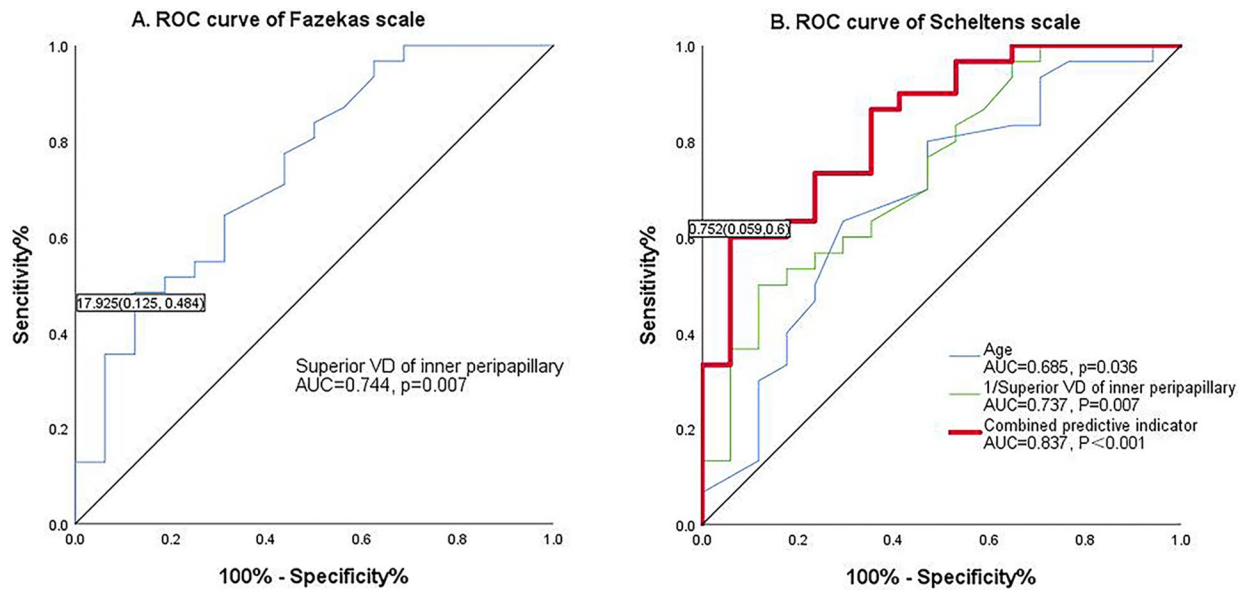 A. ROC curve of Fazekas scale
1.0
0.8
0.6
0.4
0.2
0.0
Sencitivity%
17.925(0.125, 0.484)
Superior VD of inner peripapillary
AUC=0.744, p=0.007
0.0 0.2 0.4 0.6 0.8 1.0
100% - Specificity%
B. ROC curve of Scheltens scale
1.0
0.8
0.6
0.4
0.2
0.0
Sensitivity%
0.752(0.059,0.6)
Age
AUC=0.685, p=0.036
1/Superior VD of inner peripapillary
AUC=0.737, P=0.007
Combined predictive indicator
AUC=0.837, P<0.001
0.0 0.2 0.4 0.6 0.8 1.0
100% - Specificity%